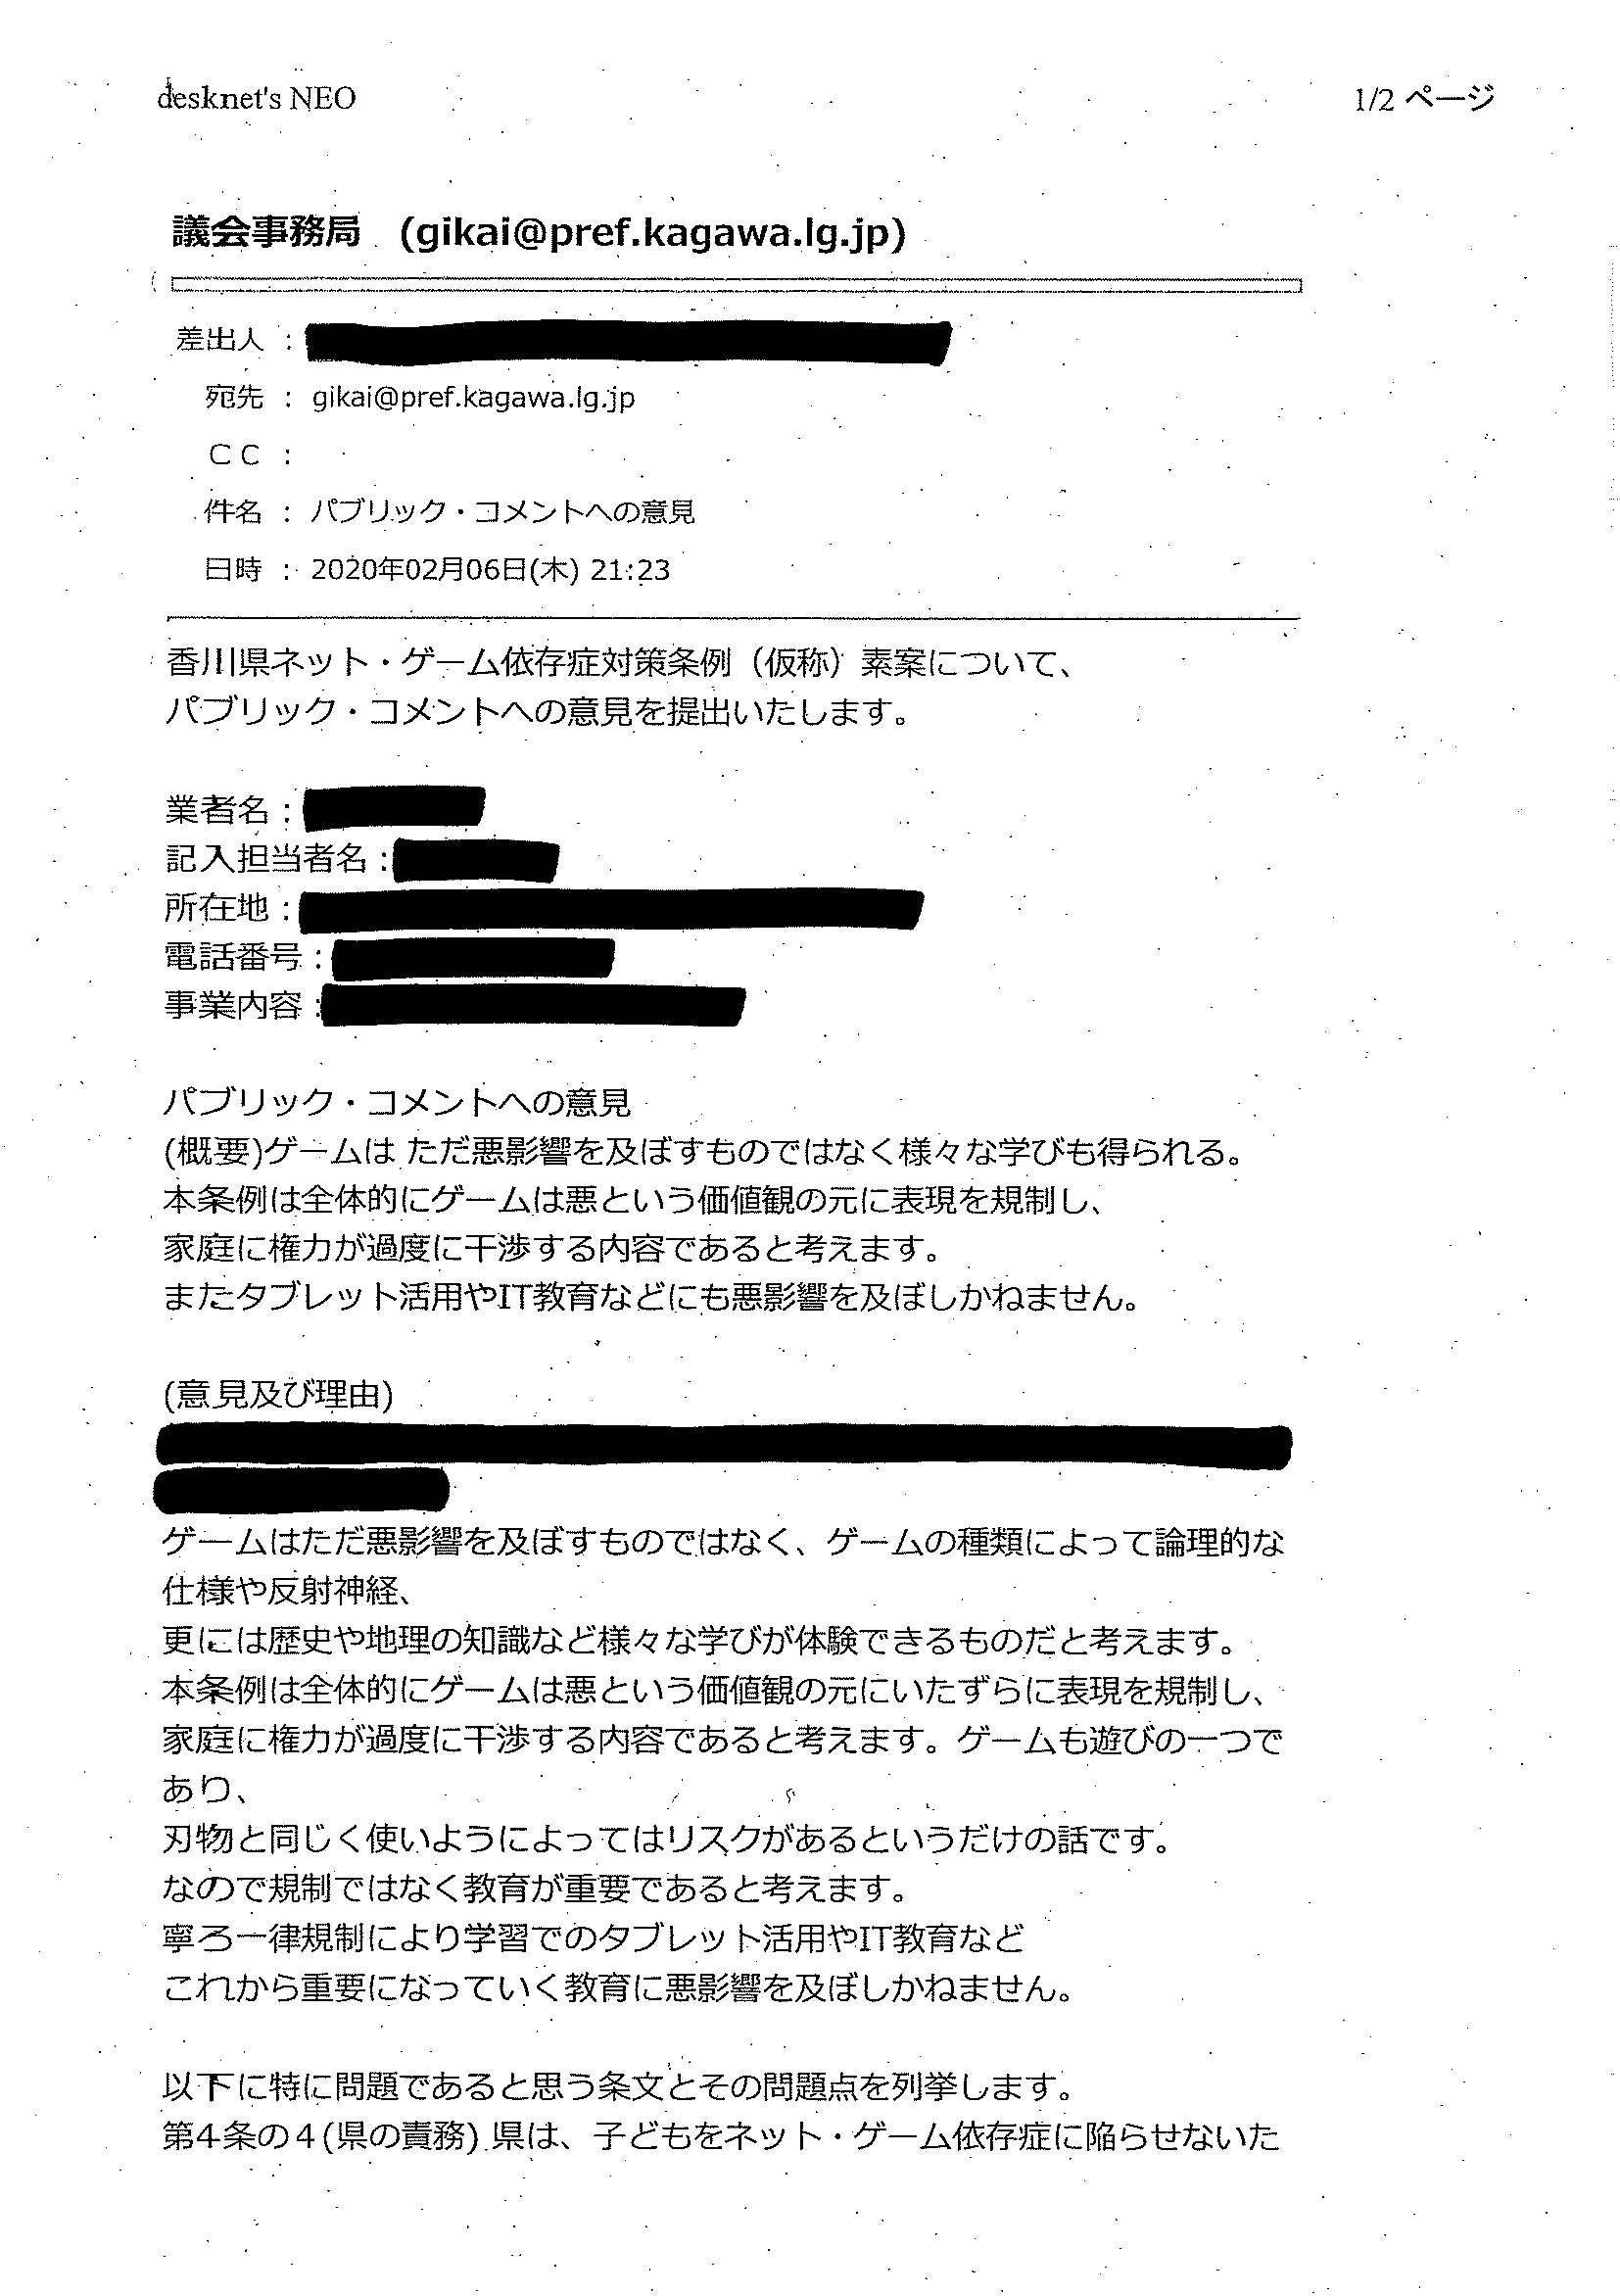 desknet's NEO
1/2 ページ
議会事務局 (gikai@pref.kagawa.lg.jp)
差出人 :
宛先 : gikai@pref.kagawa.lg.jp
ＣＣ :
件名 : パブリック・コメントへの意見
日時 : 2020年02月06日(木) 21:23
香川県ネット・ゲーム依存症対策条例（仮称）素案について、
パブリック・コメントへの意見を提出いたします。
業者名 :
記入担当者名 :
所在地 :
電話番号 :
事業内容 :
パブリック・コメントへの意見
(概要)ゲームは ただ悪影響を及ぼすものではなく様々な学びも得られる。
本条例は全体的にゲームは悪という価値観の元に表現を規制し、
家庭に権力が過度に干渉する内容であると考えます。
またタブレット活用やIT教育などにも悪影響を及ぼしかねません。
(意見及び理由)
ゲームはただ悪影響を及ぼすものではなく、ゲームの種類によって論理的な
仕様や反射神経、
更には歴史や地理の知識など様々な学びが体験できるものだと考えます。
本条例は全体的にゲームは悪という価値観の元にいたずらに表現を規制し、
家庭に権力が過度に干渉する内容であると考えます。ゲームも遊びの一つで
あり、
刃物と同じく使いようによってはリスクがあるというだけの話です。
なので規制ではなく教育が重要であると考えます。
寧ろ一律規制により学習でのタブレット活用やIT教育など
これから重要になっていく教育に悪影響を及ぼしかねません。
以下に特に問題であると思う条文とその問題点を列挙します。
第４条の４(県の責務) 県は、子どもをネット・ゲーム依存症に陥らせないた